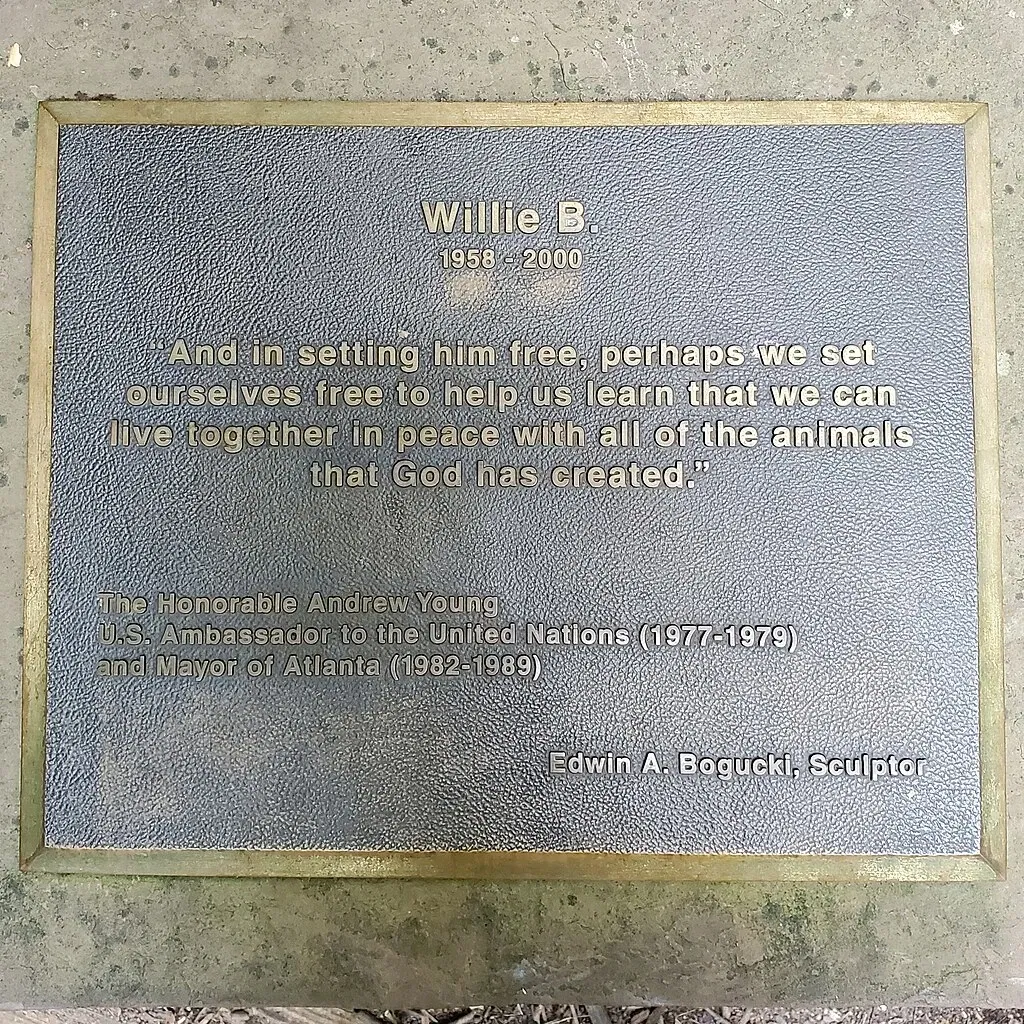 Willie B.
1958 - 2000
"And in setting him free, perhaps we set
ourselves free to help us learn that we can
live together in peace with all of the animals
that God has created."
The Honorable Andrew Young
U.S. Ambassador to the United Nations (1977-1979)
and Mayor of Atlanta (1982-1989)
Edwin A. Bogucki, Sculptor